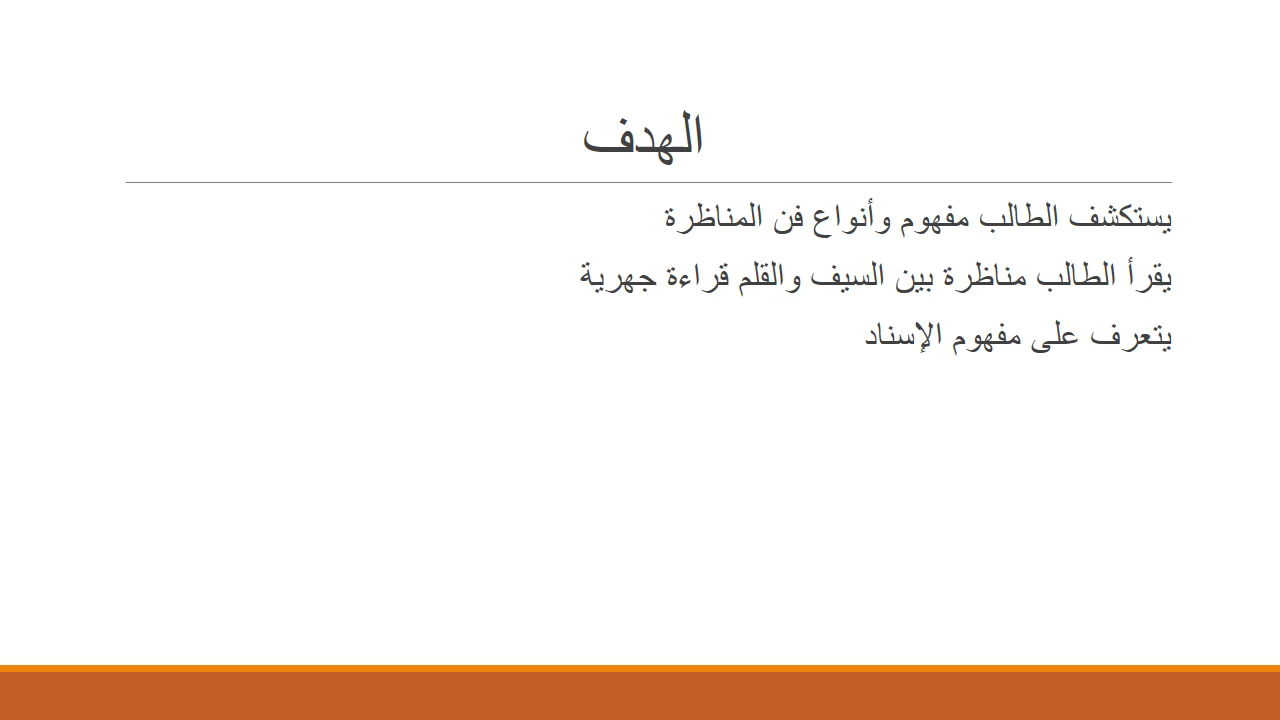 الهدف
يستكشف الطالب مفهوم وأنواع فن المناظرة
يقرأ الطالب مناظرة بين السيف والقلم قراءة جهرية
يتعرف على مفهوم الإسناد